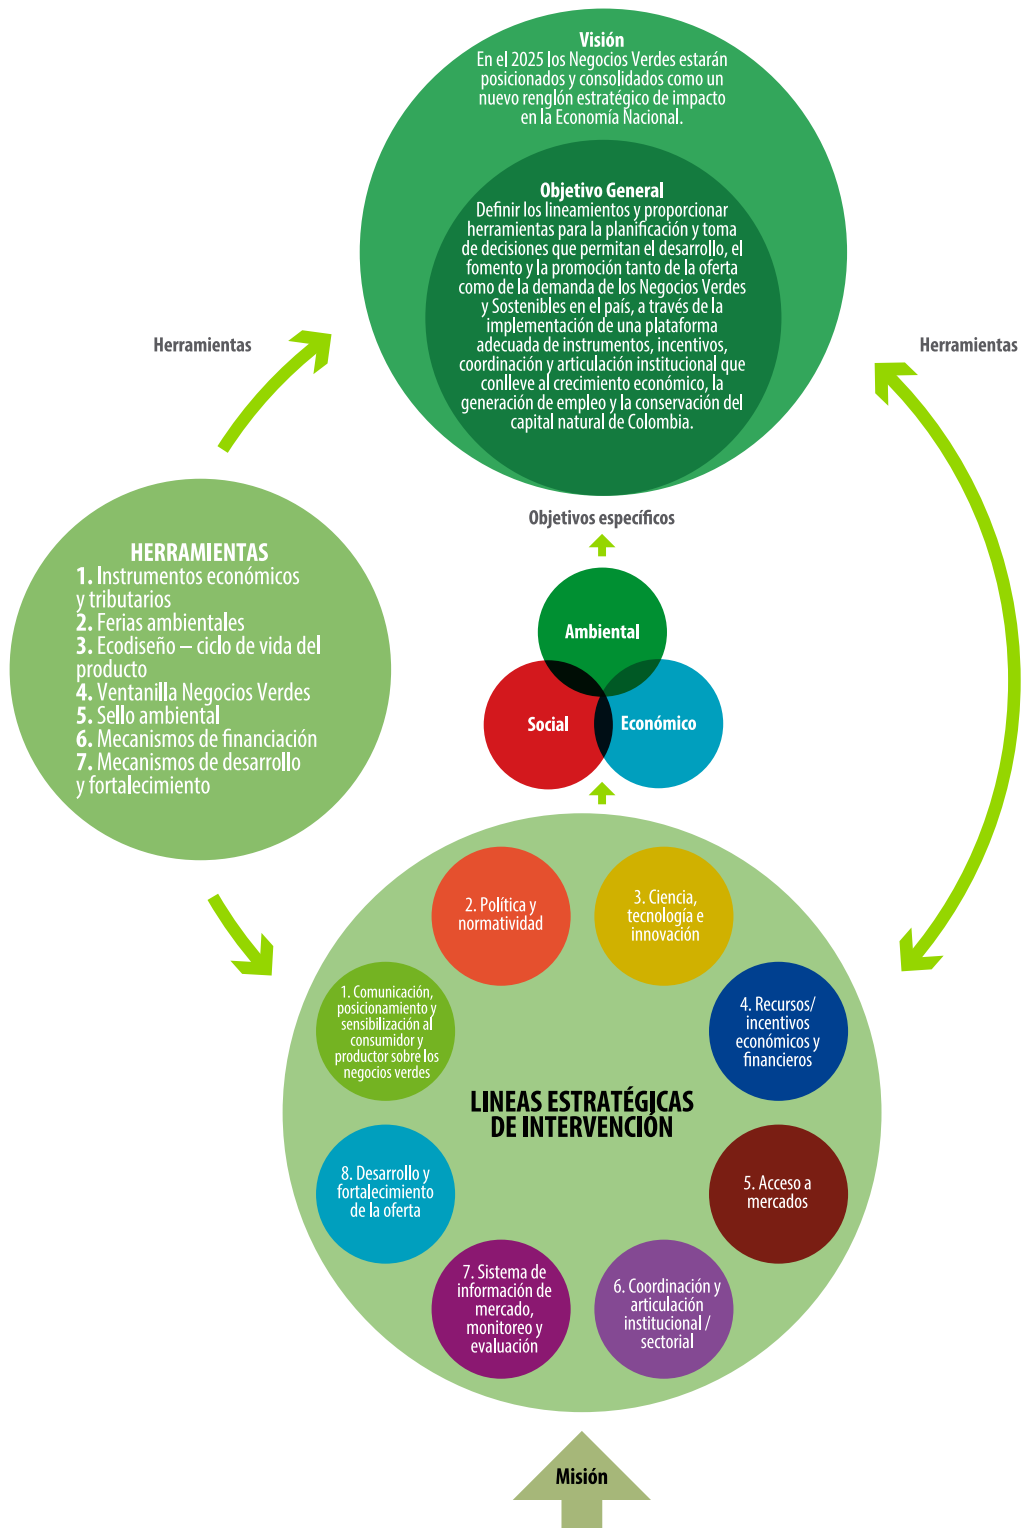 Visión
En el 2025 los Negocios Verdes estarán
posicionados y consolidados como un
nuevo renglón estratégico de impacto
en la Economía Nacional.
Objetivo General
Definir los lineamientos y proporcionar
herramientas para la planificación y toma
de decisiones que permitan el desarrollo, el
fomento y la promoción tanto de la oferta
como de la demanda de los Negocios Verdes
y Sostenibles en el país, a través de la
implementación de una plataforma
adecuada de instrumentos, incentivos,
coordinación y articulación institucional que
conlleve al crecimiento económico, la
generación de empleo y la conservación del
capital natural de Colombia.
Herramientas
Herramientas
Objetivos específicos
HERRAMIENTAS
1. Instrumentos económicos
y tributarios
2. Ferias ambientales
3. Ecodiseño – ciclo de vida del
producto
4. Ventanilla Negocios Verdes
5. Sello ambiental
6. Mecanismos de financiación
7. Mecanismos de desarrollo
y fortalecimiento
Ambiental
Social
Económico
2. Política y
normatividad
3. Ciencia,
tecnología e
innovación
1. Comunicación,
posicionamiento y
sensibilización al
consumidor y
productor sobre los
negocios verdes
4. Recursos/
incentivos
económicos y
financieros
LINEAS ESTRATÉGICAS
DE INTERVENCIÓN
8. Desarrollo y
fortalecimiento
de la oferta
5. Acceso a
mercados
7. Sistema de
información de
mercado,
monitoreo y
evaluación
6. Coordinación y
articulación
institucional /
sectorial
Misión